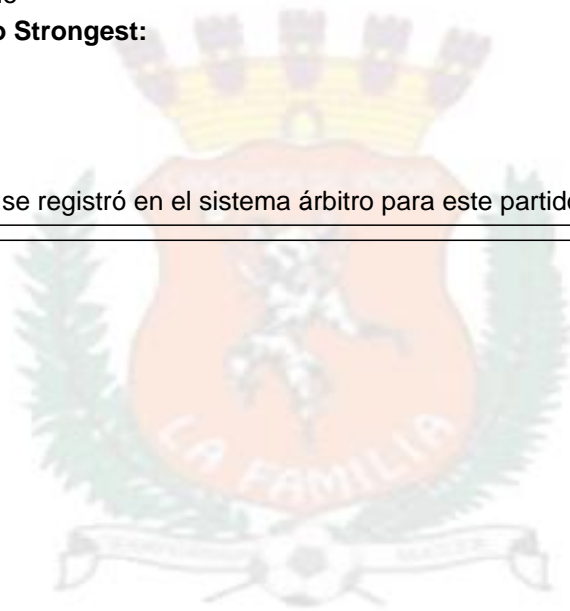 o Strongest:
se registró en el sistema árbitro para este partido
LA FAMILIA